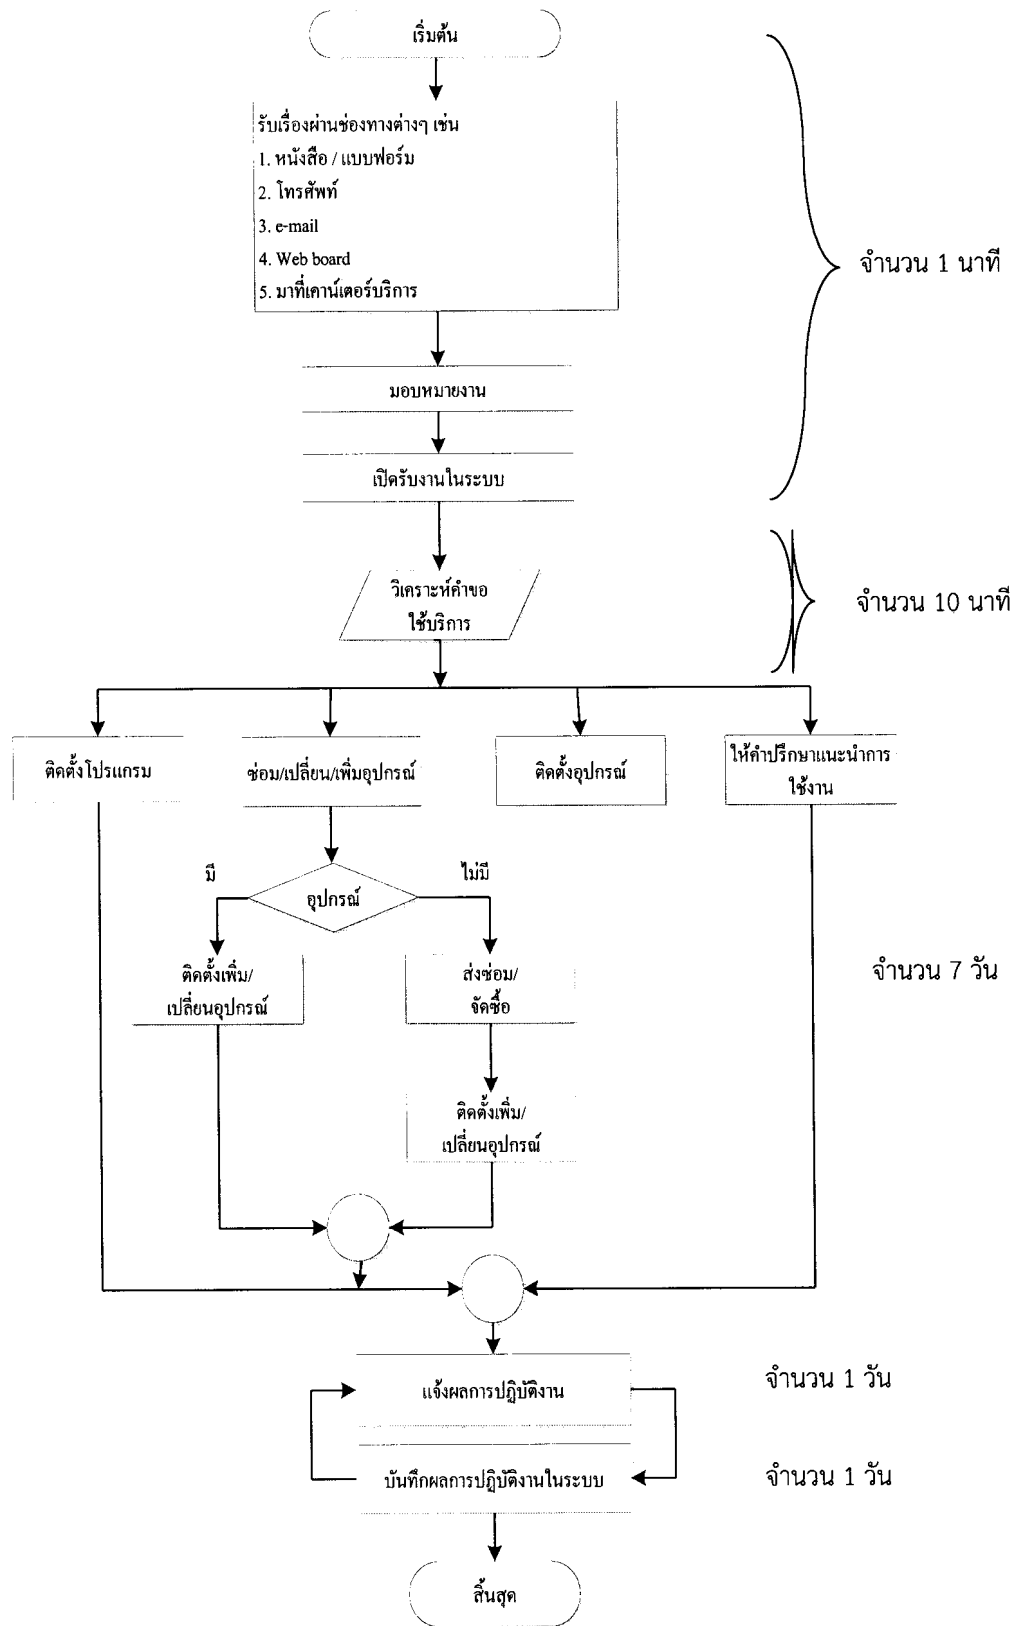 เริ่มต้น
รับเรื่องผ่านช่องทางต่างๆ เช่น
1. หนังสือ / แบบฟอร์ม
2. โทรศัพท์
3. e-mail
4. Web board
5. มาที่เคาน์เตอร์บริการ
จำนวน 1 นาที
มอบหมายงาน
เปิดรับงานในระบบ
วิเคราะห์คำขอ
ใช้บริการ
จำนวน 10 นาที
ติดตั้งโปรแกรม
ซ่อม/เปลี่ยน/เพิ่มอุปกรณ์
ติดตั้งอุปกรณ์
ให้คำปรึกษาแนะนำการ
ใช้งาน
มี
ไม่มี
อุปกรณ์
ติดตั้งเพิ่ม/
เปลี่ยนอุปกรณ์
ส่งซ่อม/
จัดซื้อ
จำนวน 7 วัน
ติดตั้งเพิ่ม/
เปลี่ยนอุปกรณ์
แจ้งผลการปฏิบัติงาน
จำนวน 1 วัน
บันทึกผลการปฏิบัติงานในระบบ
จำนวน 1 วัน
สิ้นสุด